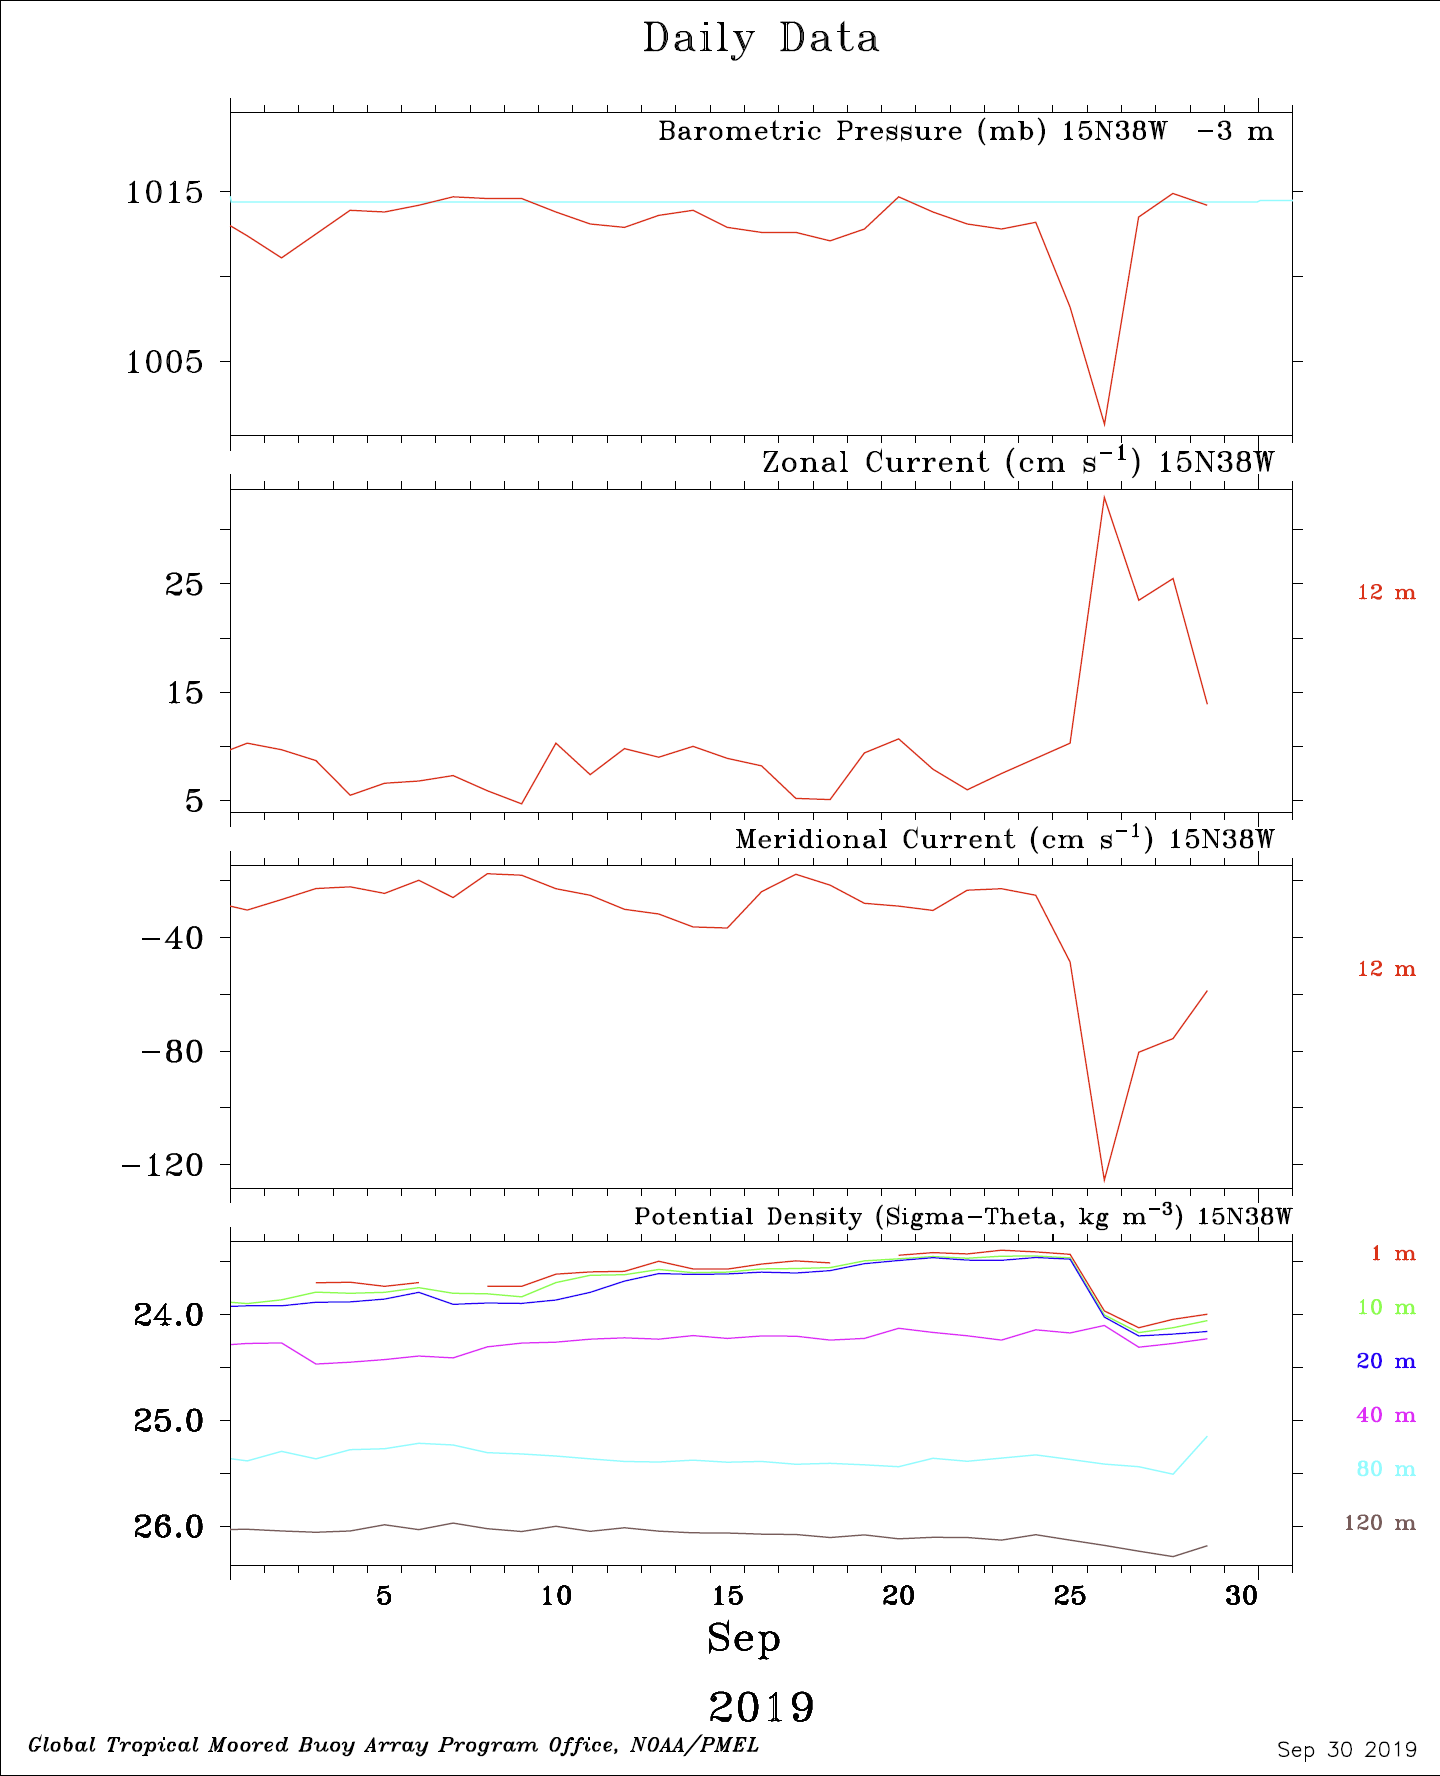 Daily Data
Barometric Pressure (mb) 15N38W −3 m
1015
1005
Zonal Current (cm s⁻¹) 15N38W
25
15
5
12 m
Meridional Current (cm s⁻¹) 15N38W
−40
−80
−120
12 m
Potential Density (Sigma−Theta, kg m⁻³) 15N38W
24.0
25.0
26.0
1 m
10 m
20 m
40 m
80 m
120 m
5 10 15 20 25 30
Sep
2019
Global Tropical Moored Buoy Array Program Office, NOAA/PMEL
Sep 30 2019